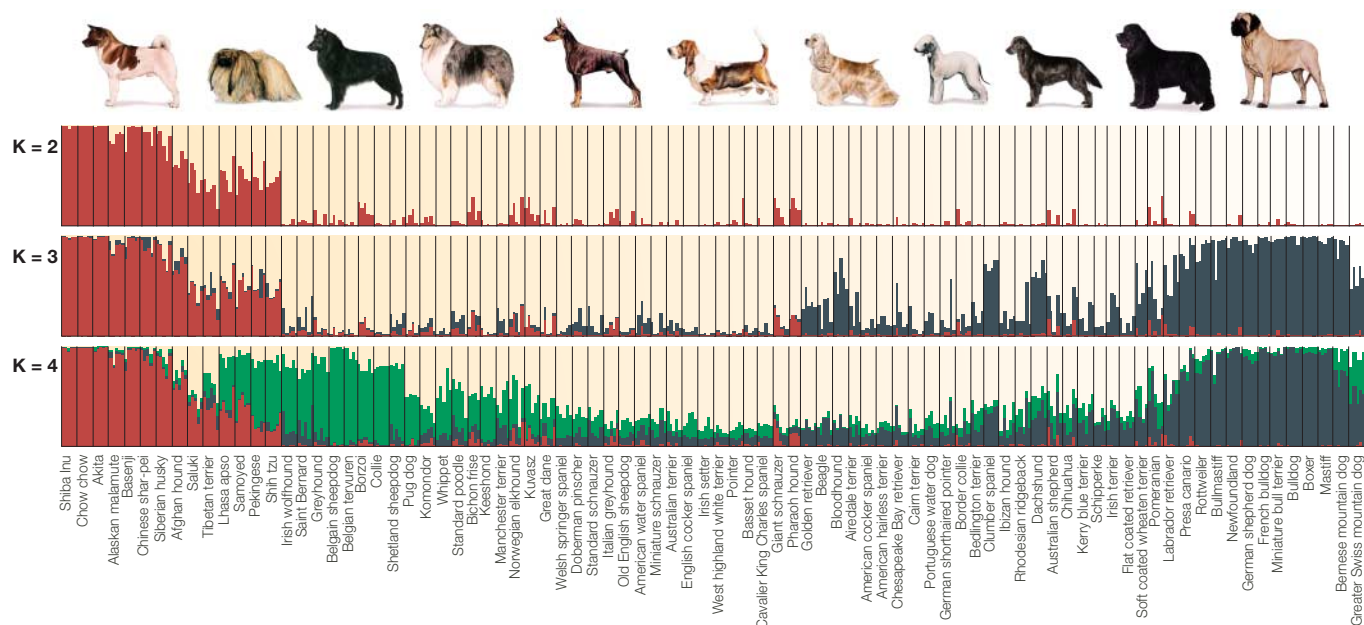 K = 2
K = 3
K = 4
Shiba Inu
Chow chow
Akita
Alaskan malamute
Basenji
Chinese shar-pei
Siberian husky
Afghan hound
Saluki
Tibetan terrier
Lhasa apso
Samoyed
Pekingese
Shih tzu
Irish wolfhound
Saint Bernard
Greyhound
Belgain sheepdog
Belgian tervuren
Borzoi
Collie
Shetland sheepdog
Pug dog
Komondor
Whippet
Standard poodle
Bichon frise
Keeshond
Manchester terrier
Norwegian elkhound
Kuvasz
Great dane
Welsh springer spaniel
Doberman pinscher
Standard schnauzer
Italian greyhound
Old English sheepdog
American water spaniel
Miniature schnauzer
Australian terrier
English cocker spaniel
Irish setter
West highland white terrier
Pointer
Basset hound
Cavalier King Charles spaniel
Giant schnauzer
Pharaoh hound
Golden retriever
Beagle
Bloodhound
Airedale terrier
American cocker spaniel
American hairless terrier
Chesapeake Bay retriever
Cairn terrier
Portuguese water dog
German shorthaired pointer
Border collie
Bedlington terrier
Clumber spaniel
Ibizan hound
Rhodesian ridgeback
Dachshund
Australian shepherd
Chihuahua
Kerry blue terrier
Schipperke
Irish terrier
Flat coated retriever
Soft coated wheaten terrier
Pomeranian
Labrador retriever
Presa canario
Rottweiler
Bullmastiff
Newfoundland
German shepherd dog
French bulldog
Miniature bull terrier
Bulldog
Boxer
Mastiff
Bernese mountain dog
Greater Swiss mountain dog